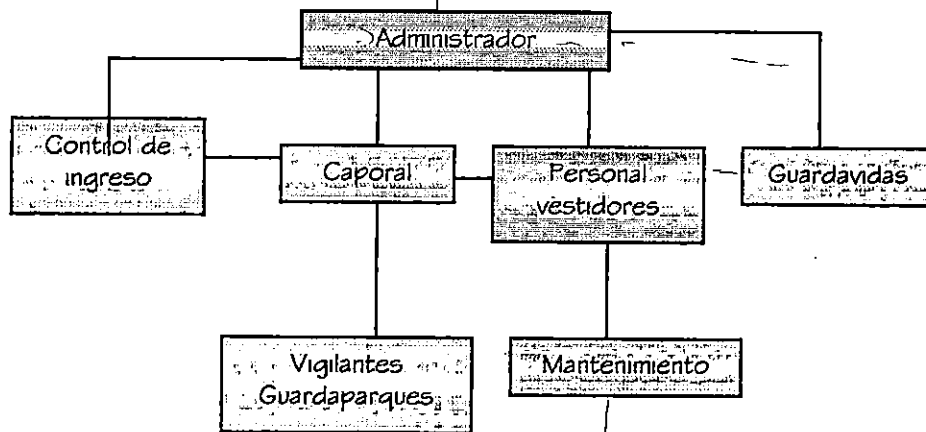 Administrador
Control de
ingreso
Caporal
Personal
vestidores
Guardavidas
Vigilantes
Guardaparques
Mantenimiento